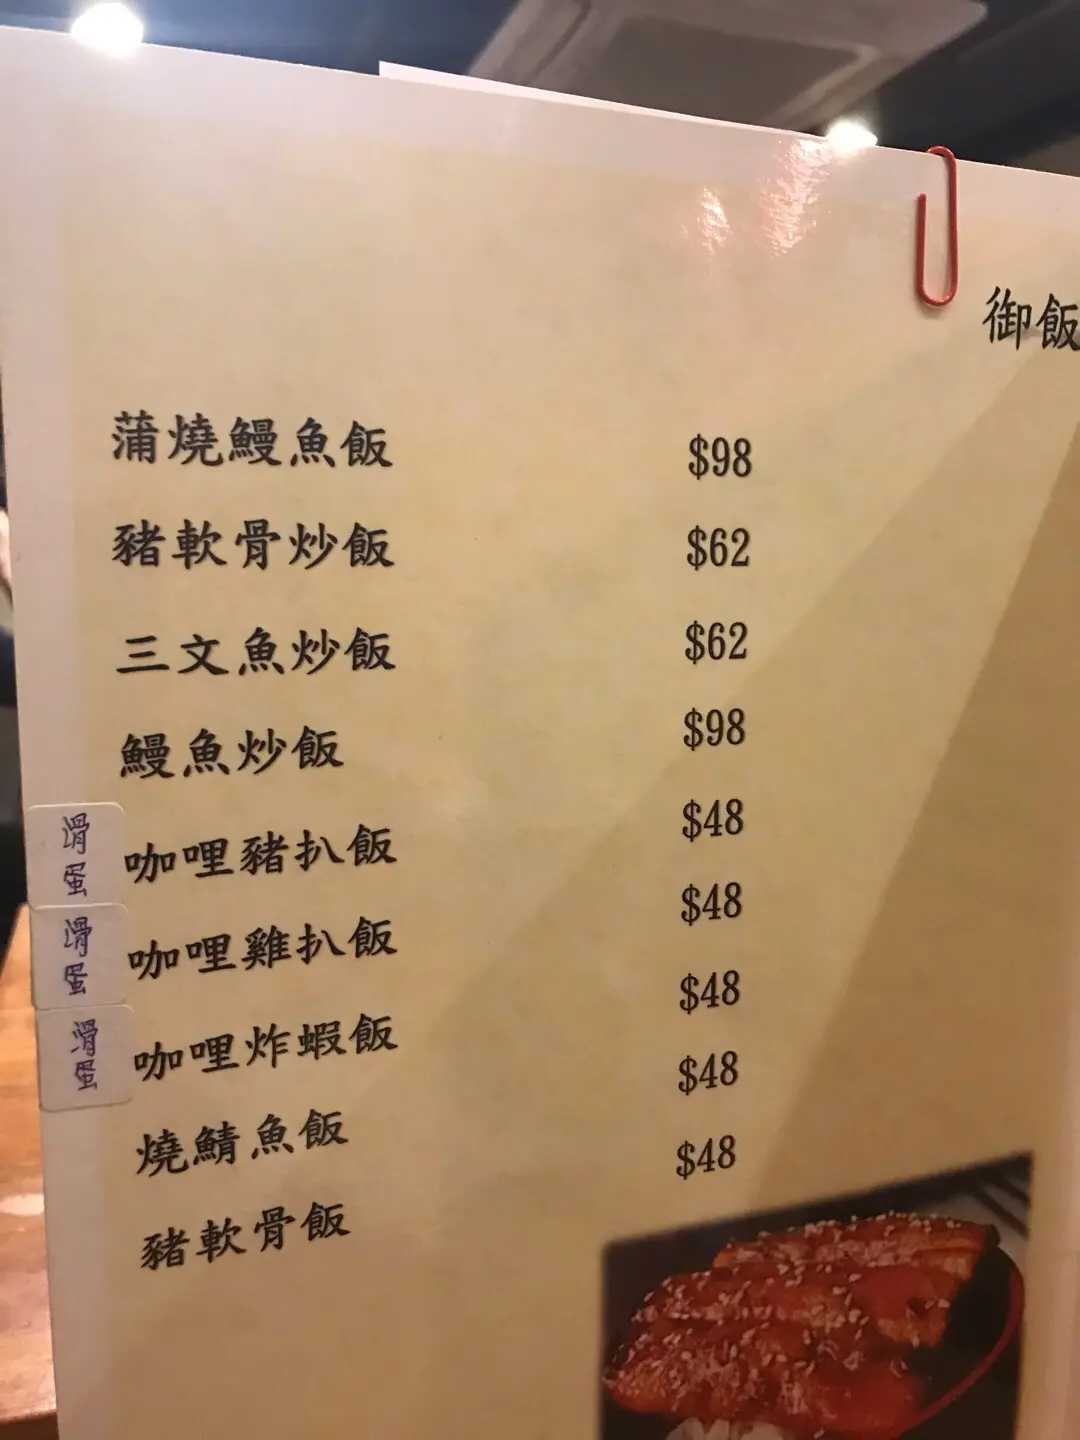 御飯
蒲燒鰻魚飯 $98
豬軟骨炒飯 $62
三文魚炒飯 $62
鰻魚炒飯 $98
滑蛋 咖哩豬扒飯 $48
滑蛋 咖哩雞扒飯 $48
滑蛋 咖哩炸蝦飯 $48
燒鯖魚飯 $48
豬軟骨飯 $48